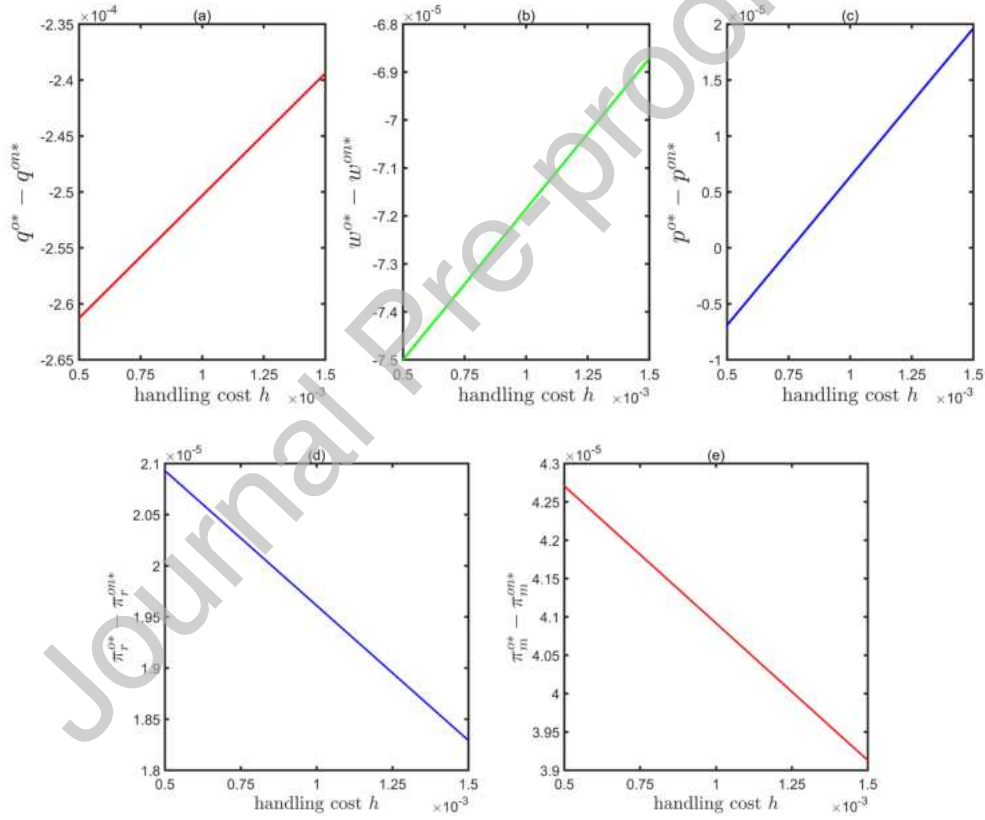 ×10⁻⁴ (a)
-2.35
-2.4
-2.45
-2.5
-2.55
-2.6
-2.65
q^{o*} − q^{on*}
0.5 0.75 1 1.25 1.5
handling cost h ×10⁻³
×10⁻⁵ (b)
-6.8
-6.9
-7
-7.1
-7.2
-7.3
-7.4
-7.5
w^{o*} − w^{on*}
0.5 0.75 1 1.25 1.5
handling cost h ×10⁻³
×10⁻⁵ (c)
2
1.5
1
0.5
0
-0.5
-1
p^{o*} − p^{on*}
0.5 0.75 1 1.25 1.5
handling cost h ×10⁻³
×10⁻⁵ (d)
2.1
2.05
2
1.95
1.9
1.85
1.8
π_r^{o*} − π_r^{on*}
0.5 0.75 1 1.25 1.5
handling cost h ×10⁻³
×10⁻⁵ (e)
4.3
4.25
4.2
4.15
4.1
4.05
4
3.95
3.9
π_m^{o*} − π_m^{on*}
0.5 0.75 1 1.25 1.5
handling cost h ×10⁻³
Journal Pre-proo